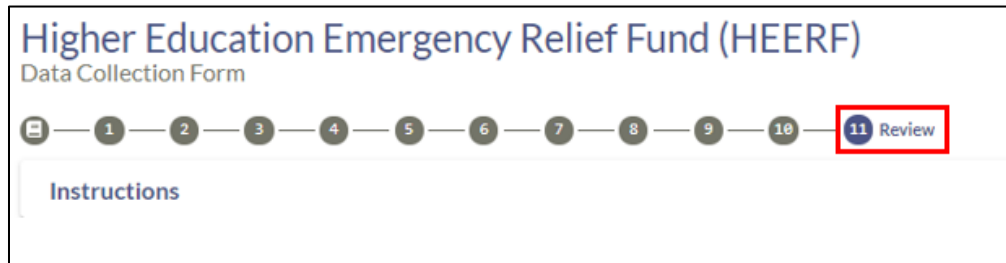 Higher Education Emergency Relief Fund (HEERF)
Data Collection Form
1 2 3 4 5 6 7 8 9 10 11 Review
Instructions